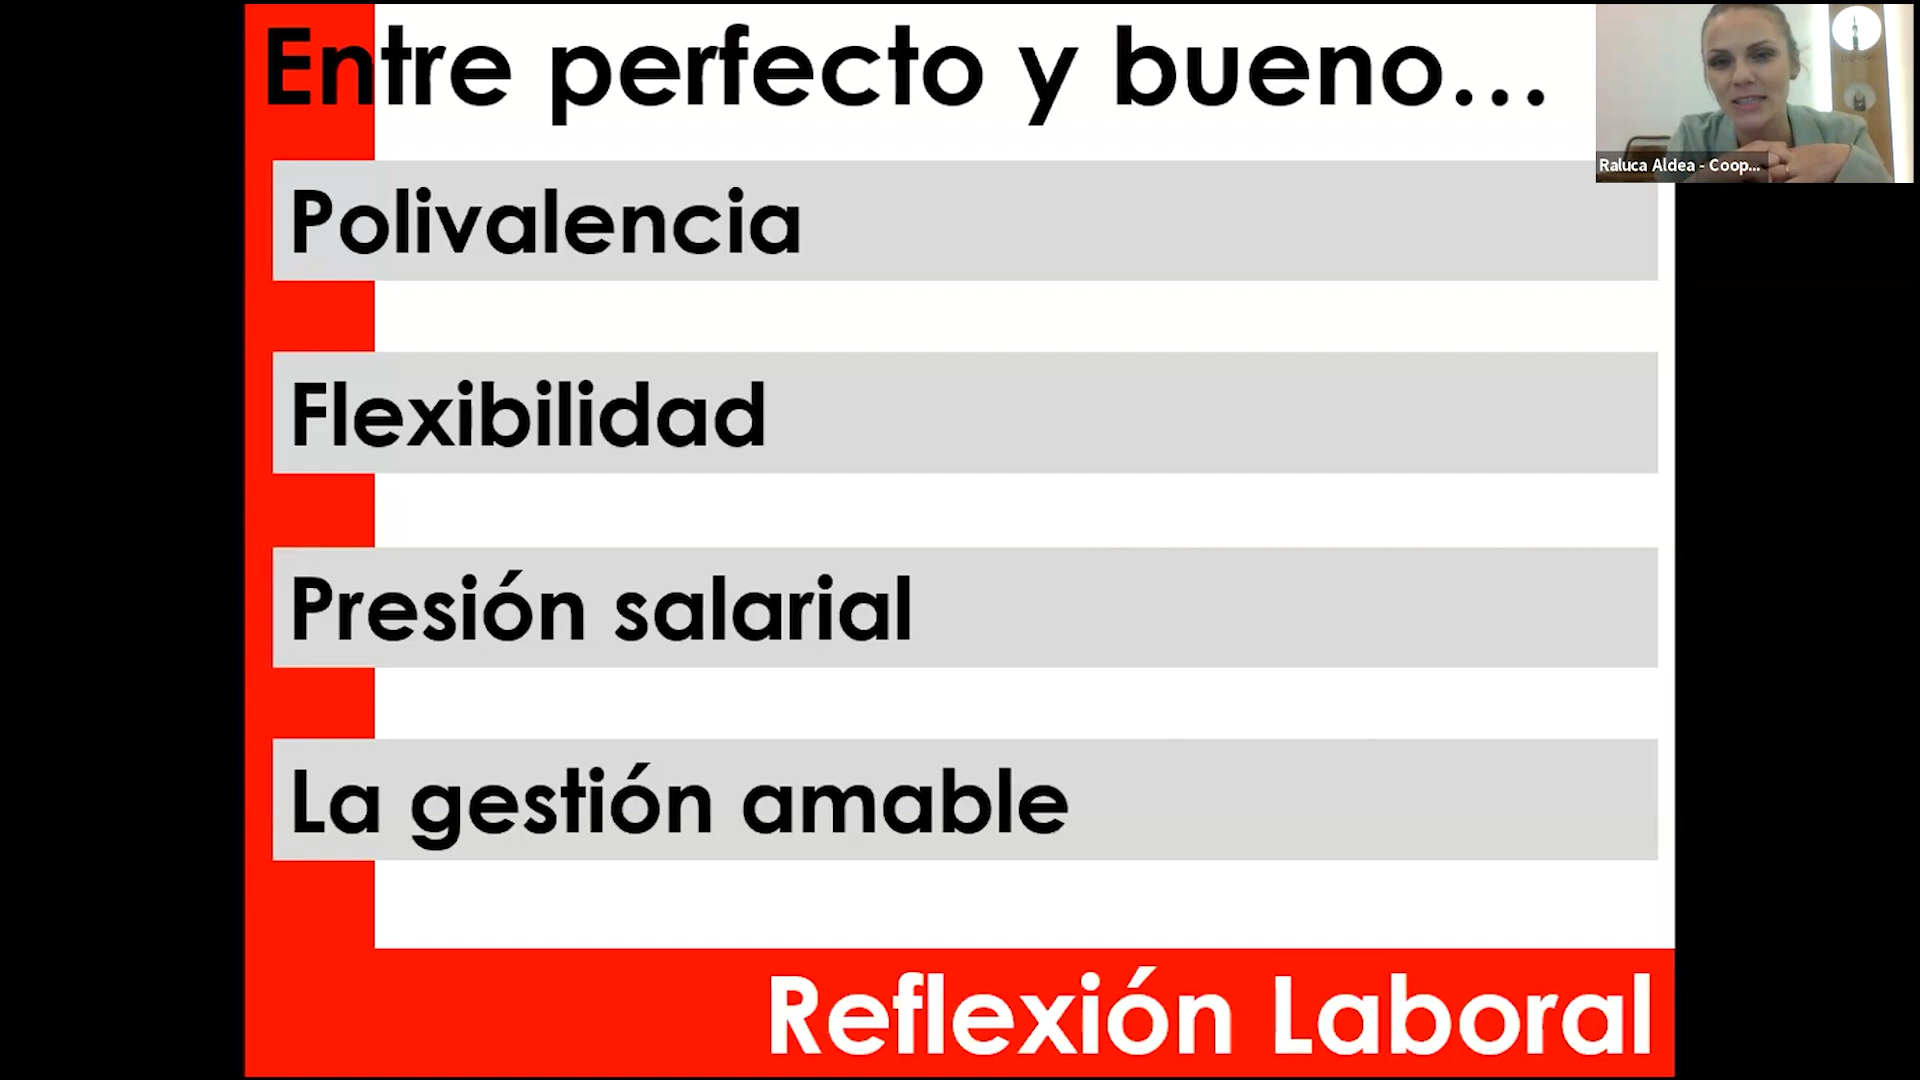 Entre perfecto y bueno...
Raluca Aldea - Coop...
Polivalencia
Flexibilidad
Presión salarial
La gestión amable
Reflexión Laboral